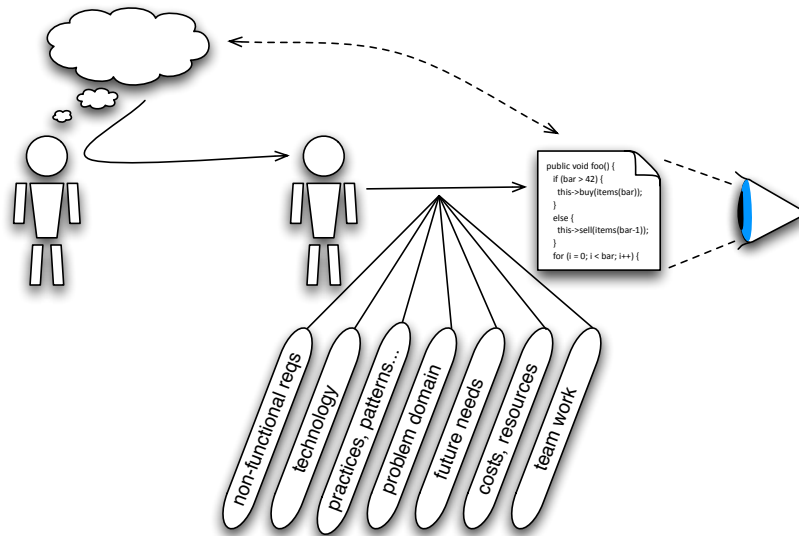 public void foo() {
if (bar > 42) {
this->buy(items(bar));
}
else {
this->sell(items(bar-1));
}
for (i = 0; i < bar; i++) {
non-functional reqs
technology
practices, patterns...
problem domain
future needs
costs, resources
team work